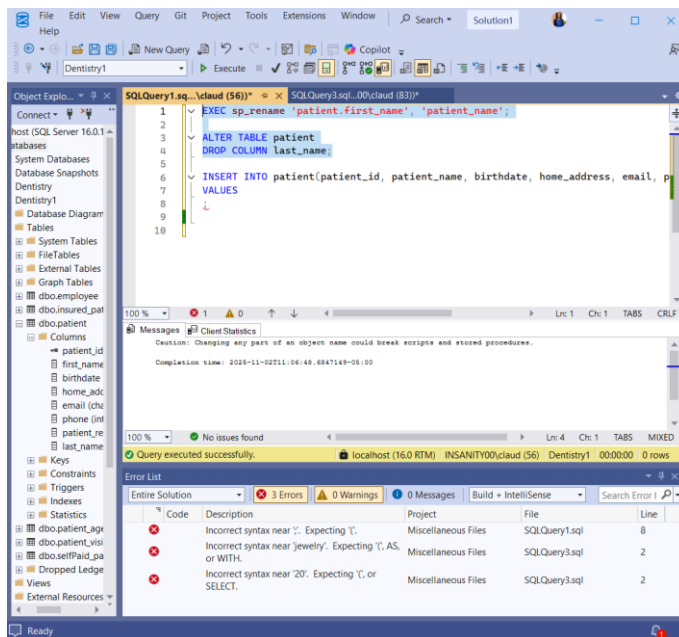 File Edit View Query Git Project Tools Extensions Window Search Solution1
Help
New Query Copilot
Dentistry1 Execute
Object Explo...
Connect
host (SQL Server 16.0.1
atabases
System Databases
Database Snapshots
Dentistry
Dentistry1
Database Diagram
Tables
System Tables
FileTables
External Tables
Graph Tables
dbo.employee
dbo.insured_pat
dbo.patient
Columns
patient_id
first_name
birthdate
home_adc
email (cha
phone (int
patient_re
last_name
Keys
Constraints
Triggers
Indexes
Statistics
dbo.patient_age
dbo.patient_visi
dbo.selfPaid_pa
Dropped Ledge
Views
External Resources
SQLQuery1.sq...\claud (56))* SQLQuery3.sql...00\claud (83))*
1 EXEC sp_rename 'patient.first_name', 'patient_name';
2
3 ALTER TABLE patient
4 DROP COLUMN last_name;
5
6 INSERT INTO patient(patient_id, patient_name, birthdate, home_address, email, p
7 VALUES
8 ;
9
10
100 % 1 0 Ln: 1 Ch: 1 TABS CRLF
Messages Client Statistics
Caution: Changing any part of an object name could break scripts and stored procedures.
Completion time: 2025-11-02T11:06:48.6847149-05:00
100 % No issues found Ln: 4 Ch: 1 TABS MIXED
Query executed successfully. localhost (16.0 RTM) INSANITY00\claud (56) Dentistry1 00:00:00 0 rows
Error List
Entire Solution 3 Errors 0 Warnings 0 Messages Build + IntelliSense Search Error l
Code Description Project File Line
Incorrect syntax near ';'. Expecting '('. Miscellaneous Files SQLQuery1.sql 8
Incorrect syntax near 'jewelry'. Expecting '(', AS, or WITH. Miscellaneous Files SQLQuery3.sql 2
Incorrect syntax near '20'. Expecting '(', or SELECT. Miscellaneous Files SQLQuery3.sql 2
Ready 1